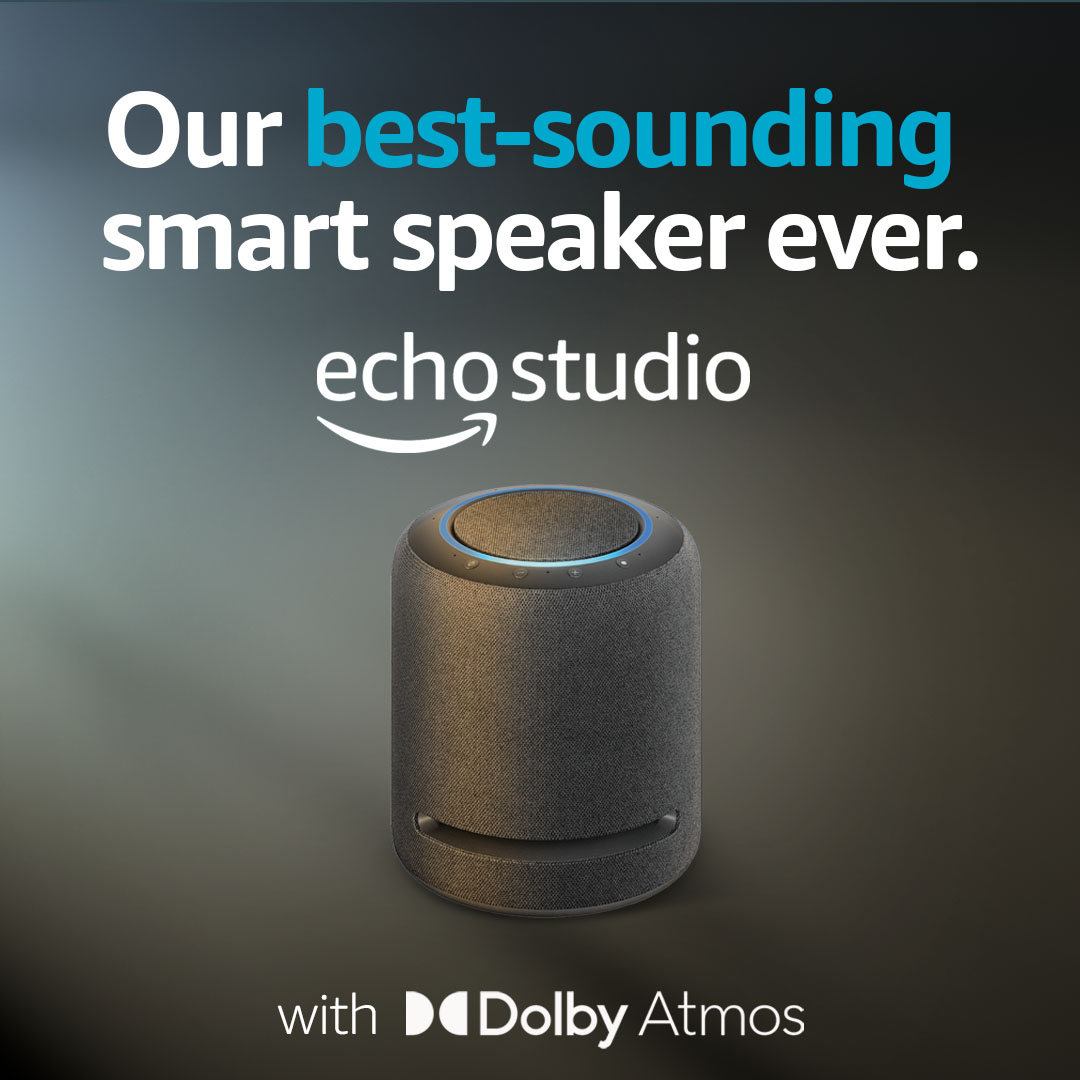 Our best-sounding
smart speaker ever.
echo studio
with Dolby Atmos